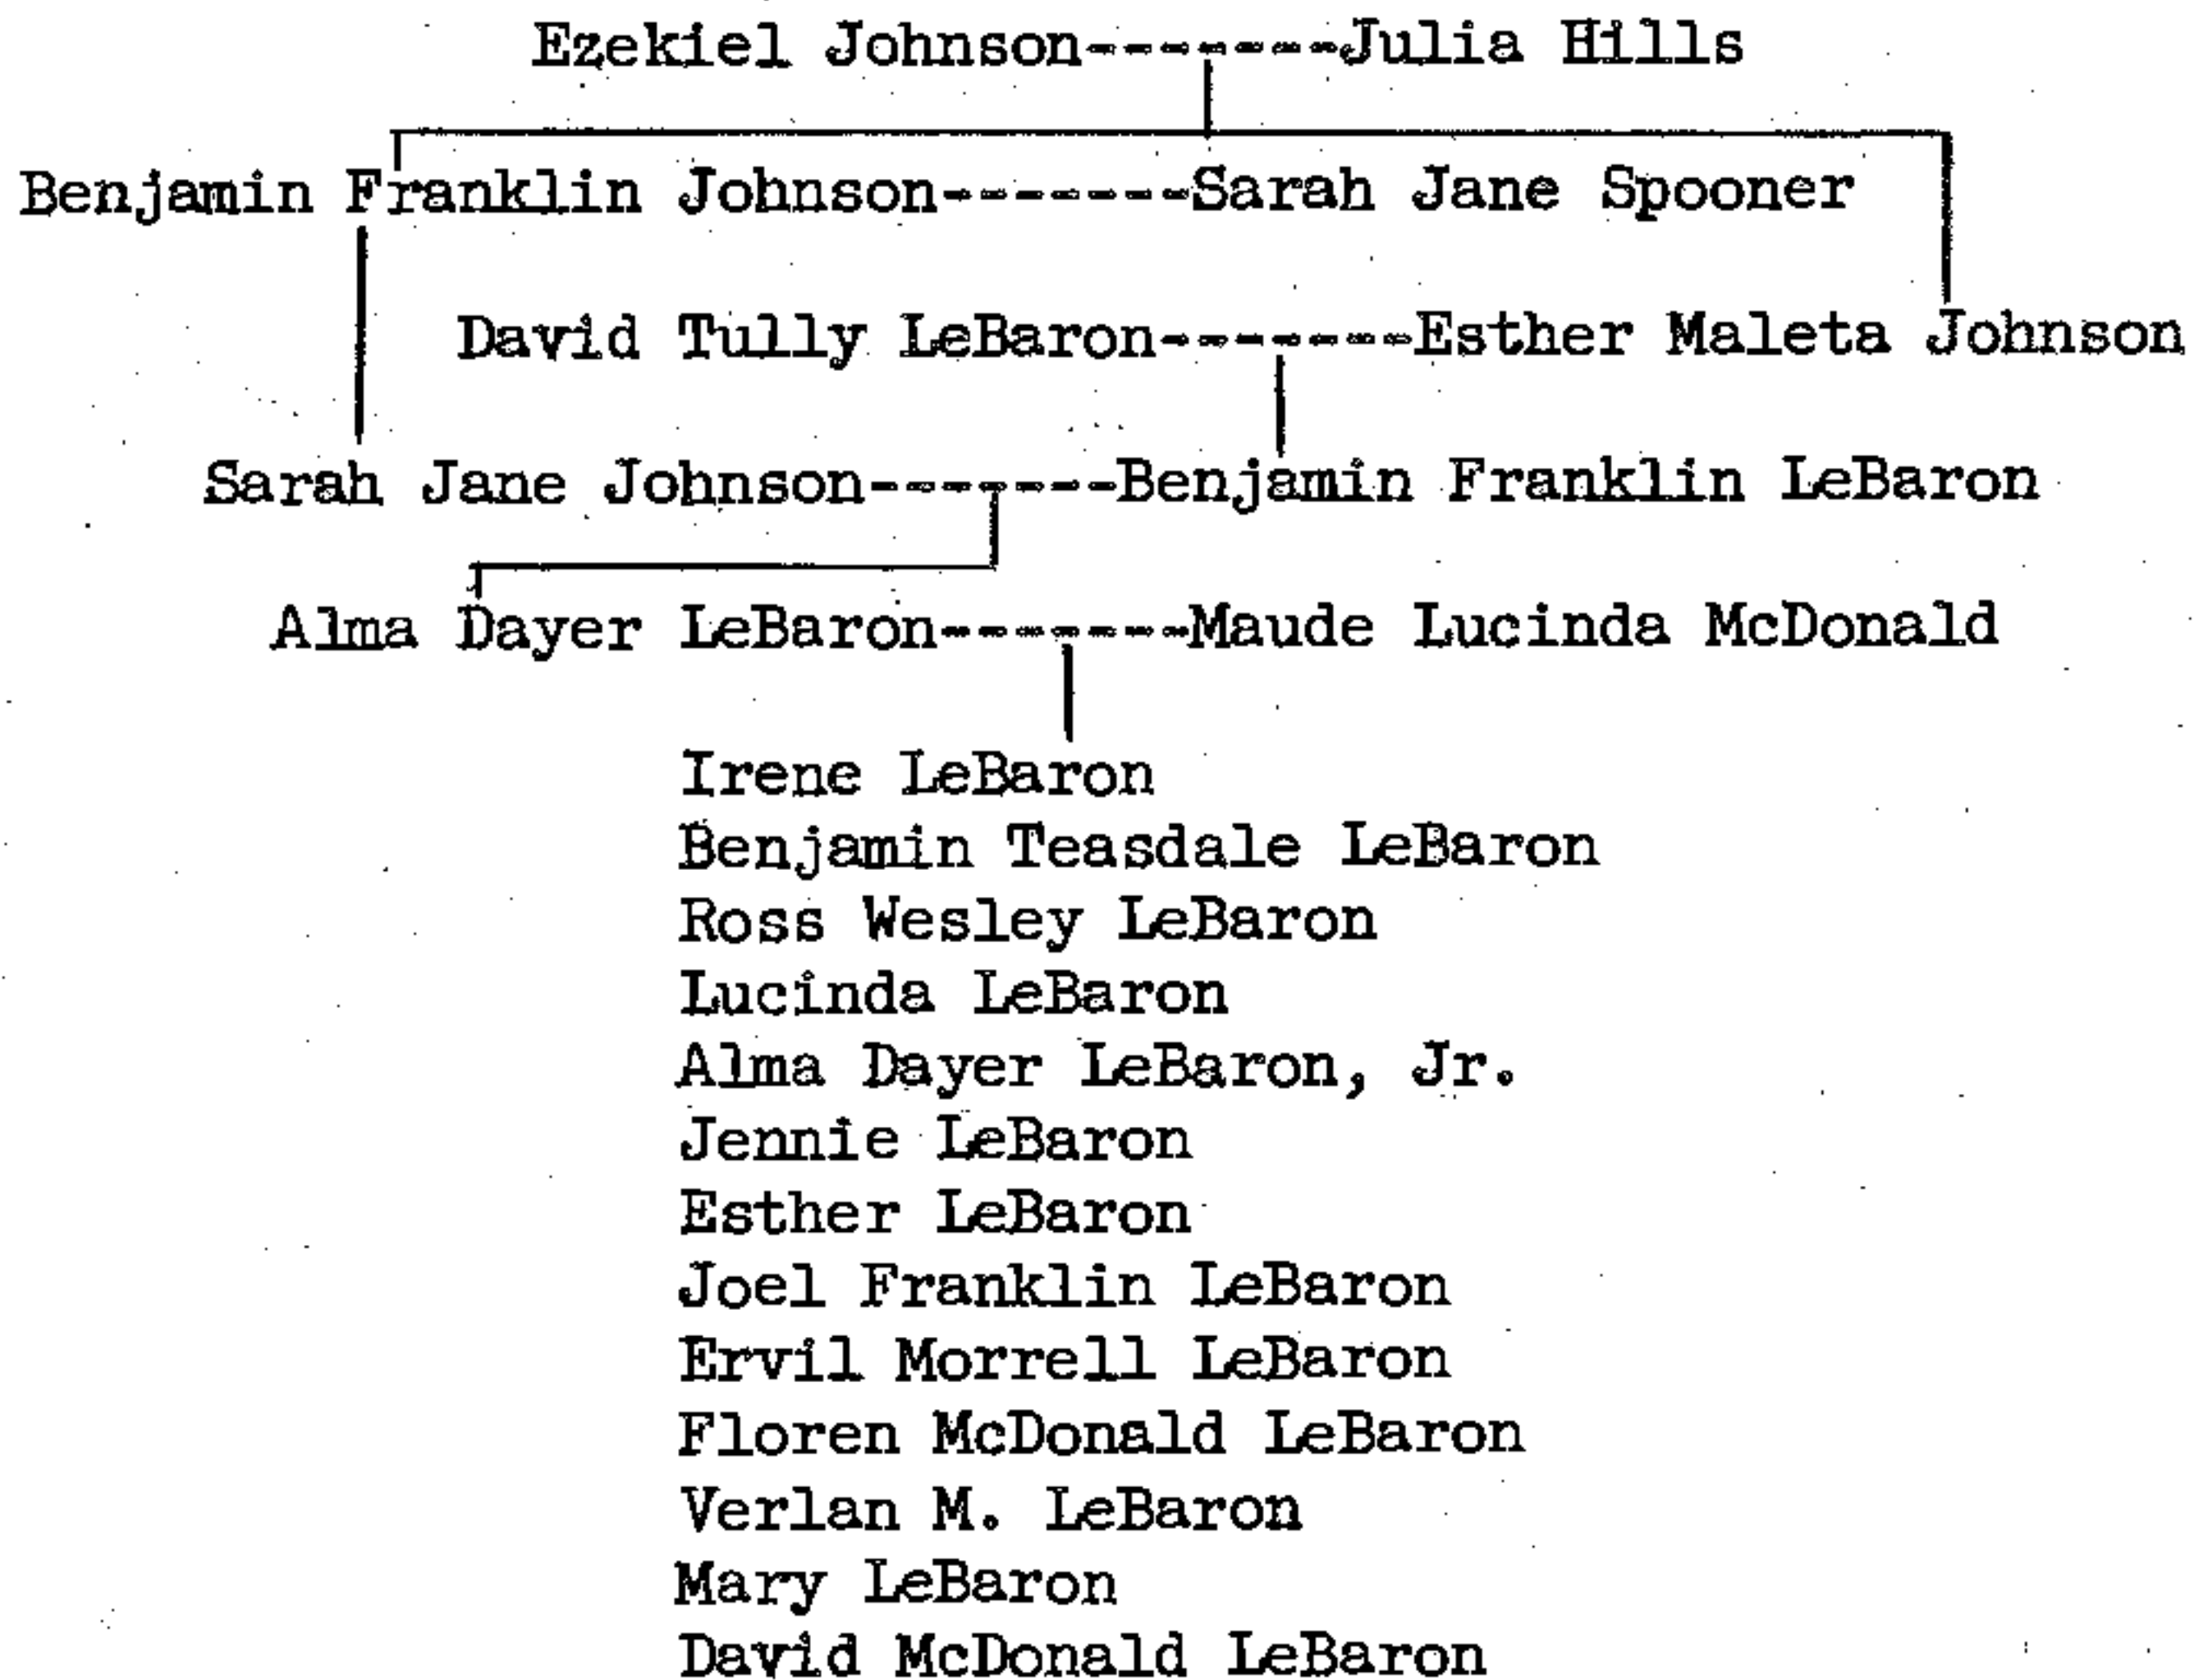 Ezekiel Johnson-------Julia Hills
Benjamin Franklin Johnson-------Sarah Jane Spooner
David Tully LeBaron-------Esther Maleta Johnson
Sarah Jane Johnson-------Benjamin Franklin LeBaron
Alma Dayer LeBaron-------Maude Lucinda McDonald
Irene LeBaron
Benjamin Teasdale LeBaron
Ross Wesley LeBaron
Lucinda LeBaron
Alma Dayer LeBaron, Jr.
Jennie LeBaron
Esther LeBaron
Joel Franklin LeBaron
Ervil Morrell LeBaron
Floren McDonald LeBaron
Verlan M. LeBaron
Mary LeBaron
David McDonald LeBaron